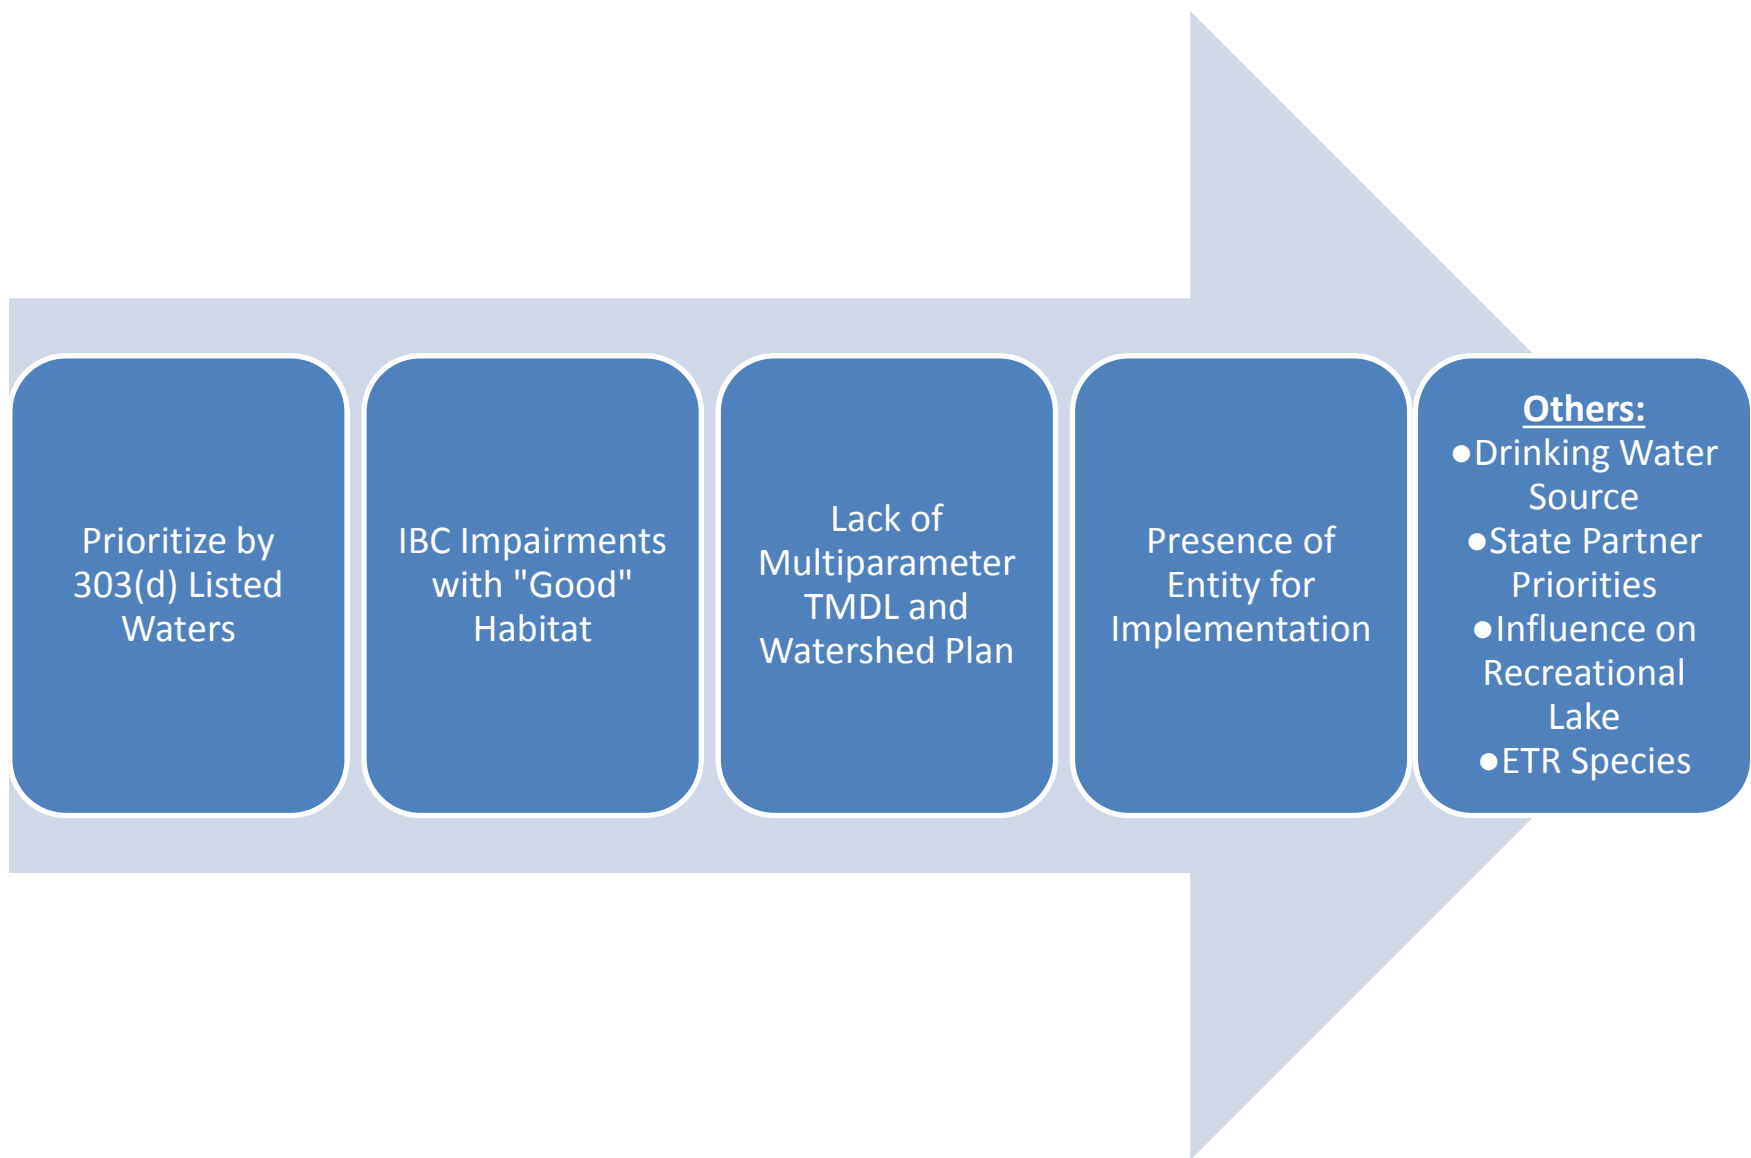 Prioritize by
303(d) Listed
Waters
IBC Impairments
with "Good"
Habitat
Lack of
Multiparameter
TMDL and
Watershed Plan
Presence of
Entity for
Implementation
Others:
●Drinking Water
Source
●State Partner
Priorities
●Influence on
Recreational
Lake
●ETR Species